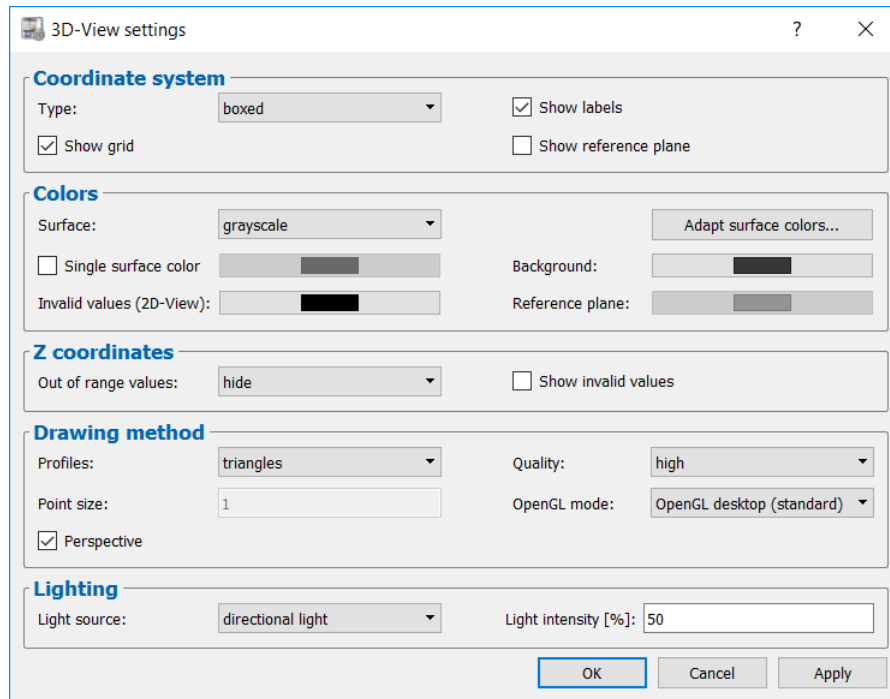 3D-View settings
?
Coordinate system
Type: boxed Show labels
Show grid Show reference plane
Colors
Surface: grayscale Adapt surface colors...
Single surface color Background:
Invalid values (2D-View): Reference plane:
Z coordinates
Out of range values: hide Show invalid values
Drawing method
Profiles: triangles Quality: high
Point size: 1 OpenGL mode: OpenGL desktop (standard)
Perspective
Lighting
Light source: directional light Light intensity [%]: 50
OK Cancel Apply